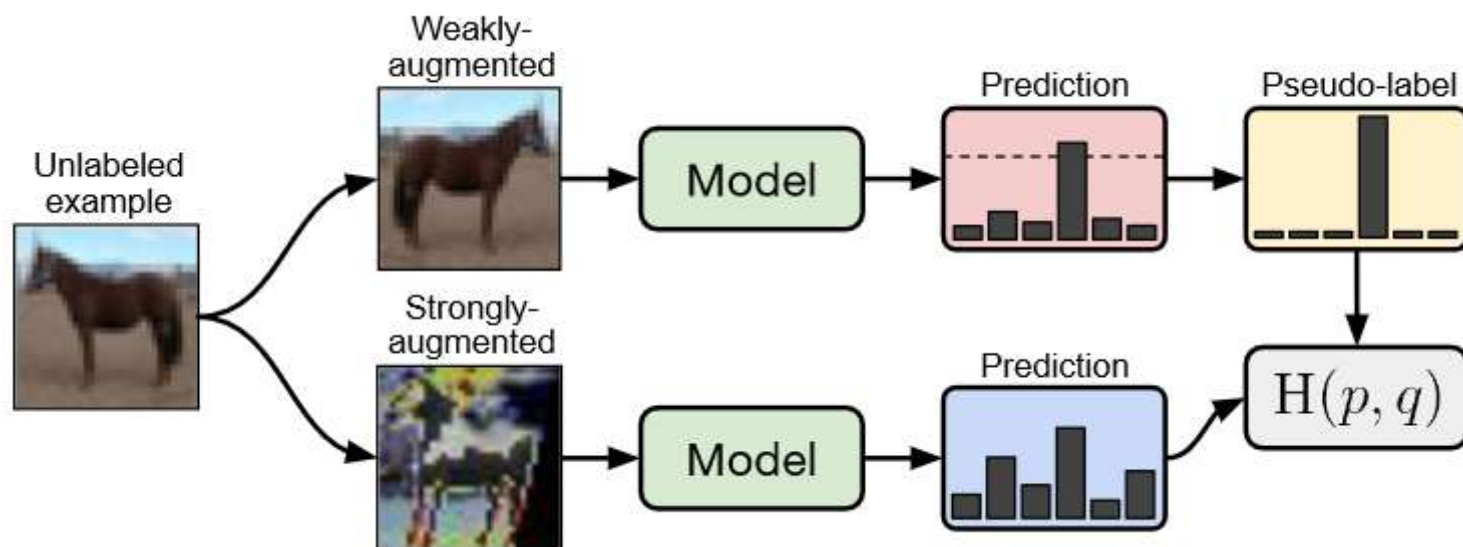 Unlabeled
example
Weakly-
augmented
Model
Prediction
Pseudo-label
Strongly-
augmented
Model
Prediction
H(p, q)